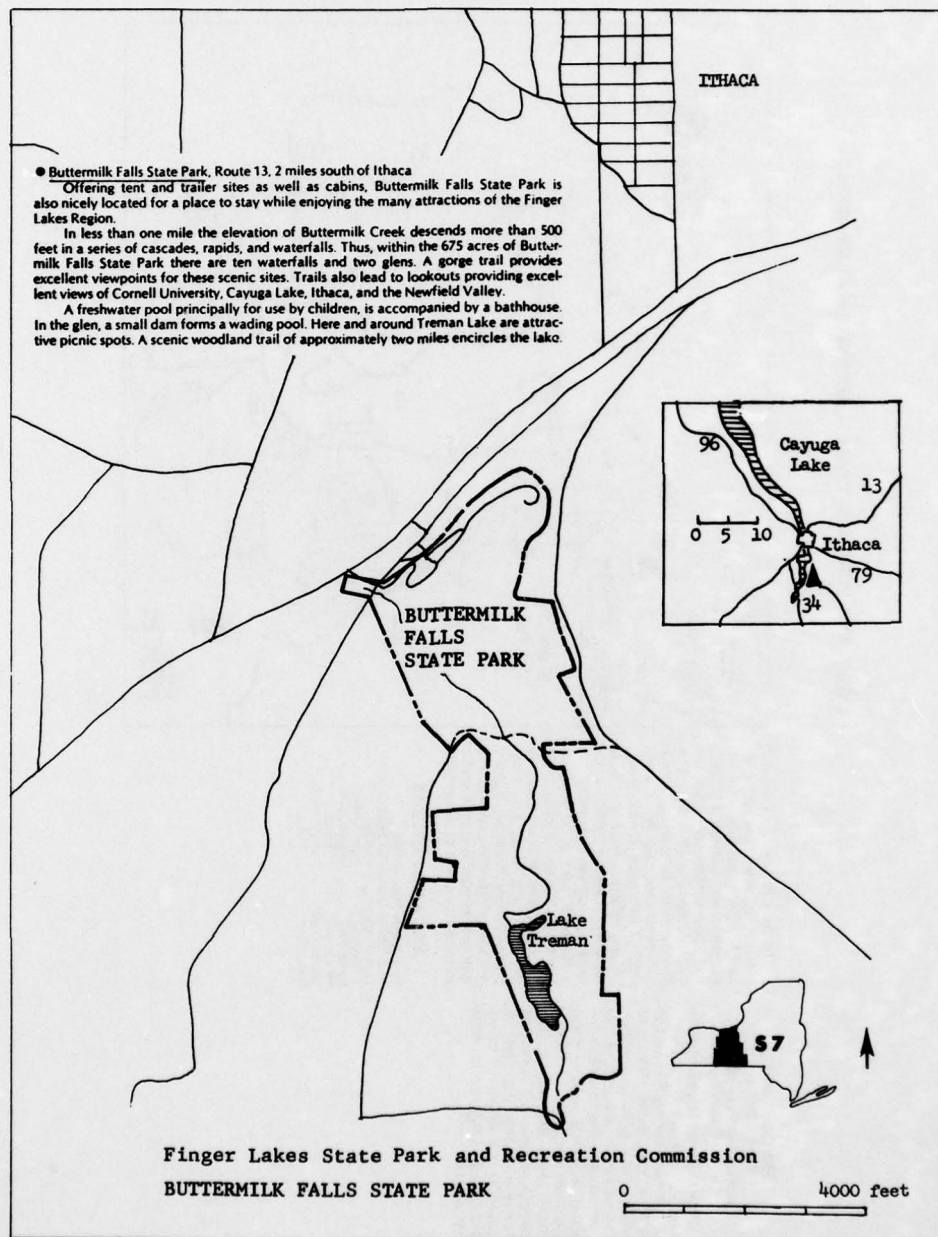 ITHACA
● Buttermilk Falls State Park, Route 13, 2 miles south of Ithaca
Offering tent and trailer sites as well as cabins, Buttermilk Falls State Park is
also nicely located for a place to stay while enjoying the many attractions of the Finger
Lakes Region.
In less than one mile the elevation of Buttermilk Creek descends more than 500
feet in a series of cascades, rapids, and waterfalls. Thus, within the 675 acres of Butter-
milk Falls State Park there are ten waterfalls and two glens. A gorge trail provides
excellent viewpoints for these scenic sites. Trails also lead to lookouts providing excel-
lent views of Cornell University, Cayuga Lake, Ithaca, and the Newfield Valley.
A freshwater pool principally for use by children, is accompanied by a bathhouse.
In the glen, a small dam forms a wading pool. Here and around Treman Lake are attrac-
tive picnic spots. A scenic woodland trail of approximately two miles encircles the lake.
96
Cayuga
Lake
13
0 5 10
Ithaca
79
34
BUTTERMILK
FALLS
STATE PARK
Lake
Treman
S7
Finger Lakes State Park and Recreation Commission
BUTTERMILK FALLS STATE PARK
0 4000 feet